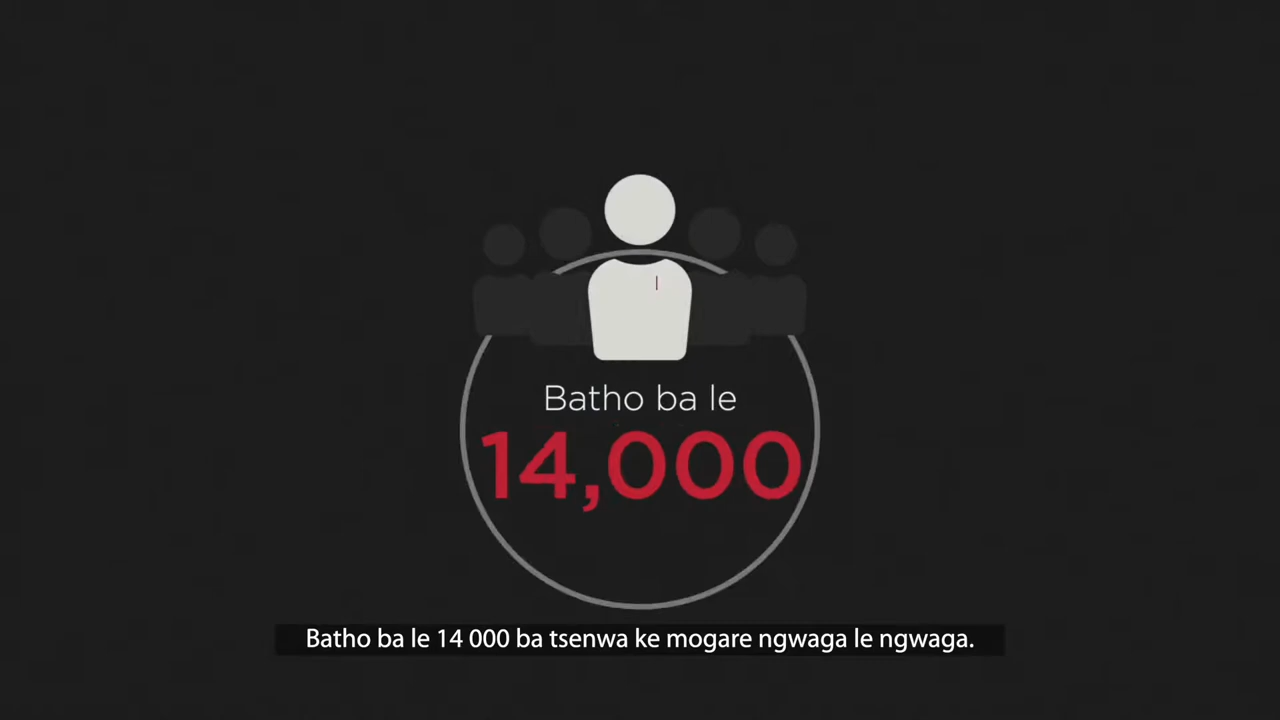 Batho ba le
14,000
Batho ba le 14 000 ba tsenwa ke mogare ngwaga le ngwaga.